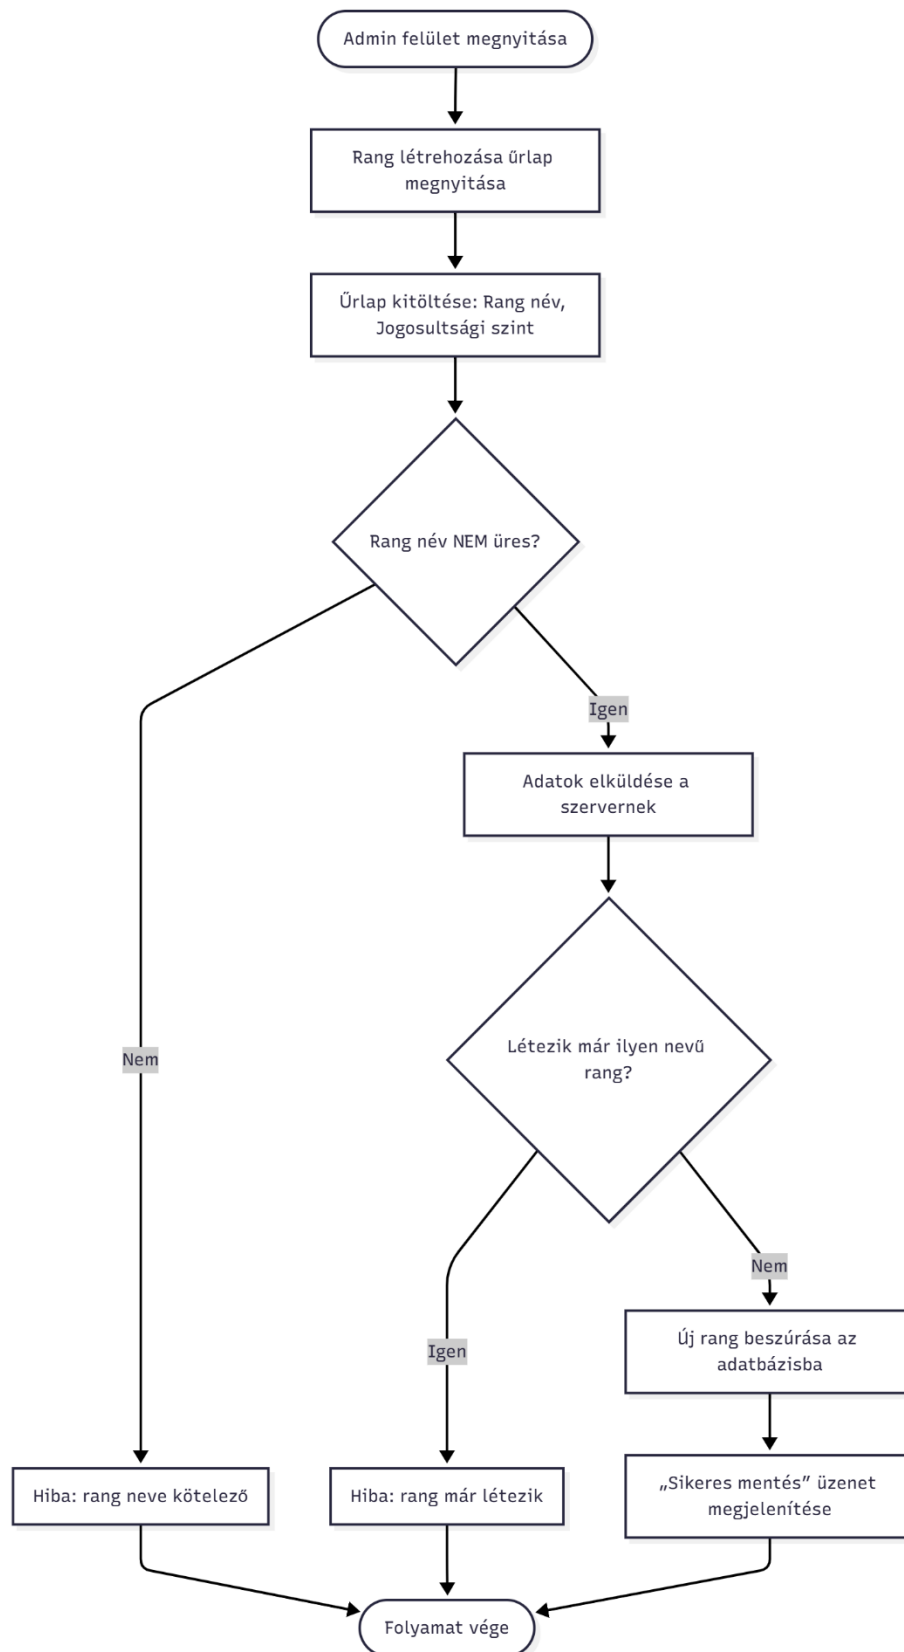 Admin felület megnyitása
Rang létrehozása űrlap
megnyitása
Űrlap kitöltése: Rang név,
Jogosultsági szint
Rang név NEM üres?
Igen
Adatok elküldése a
szervernek
Létezik már ilyen nevű
rang?
Nem
Nem
Új rang beszúrása az
adatbázisba
Igen
Hiba: rang neve kötelező
Hiba: rang már létezik
„Sikeres mentés” üzenet
megjelenítése
Folyamat vége